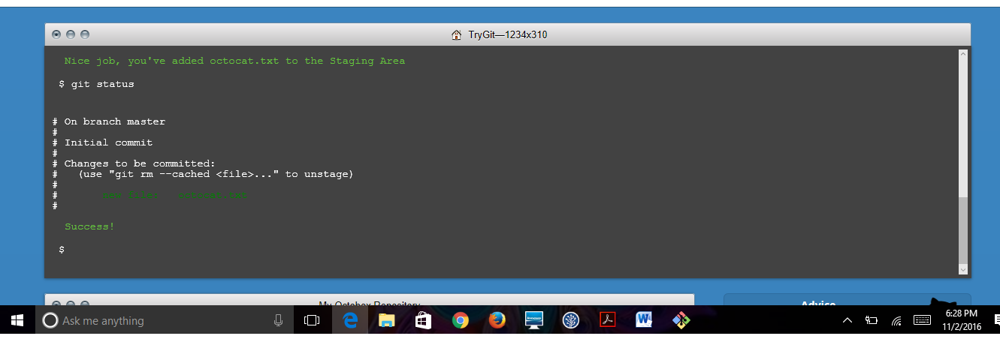 TryGit—1234x310
Nice job, you've added octocat.txt to the Staging Area
$ git status
# On branch master
#
# Initial commit
#
# Changes to be committed:
#   (use "git rm --cached <file>..." to unstage)
#
#       new file:   octocat.txt
#
Success!
$
My Octobox Repository
Advice
Ask me anything
6:28 PM
11/2/2016